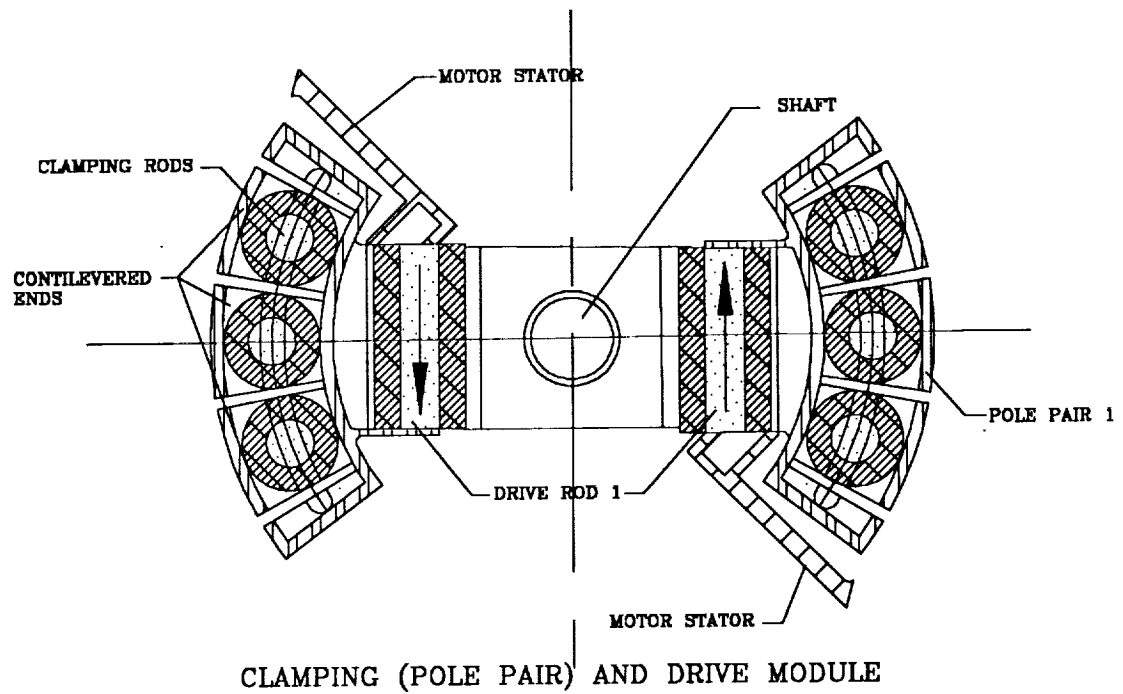 MOTOR STATOR
SHAFT
CLAMPING RODS
CONTILEVERED
ENDS
POLE PAIR 1
DRIVE ROD 1
MOTOR STATOR
CLAMPING (POLE PAIR) AND DRIVE MODULE